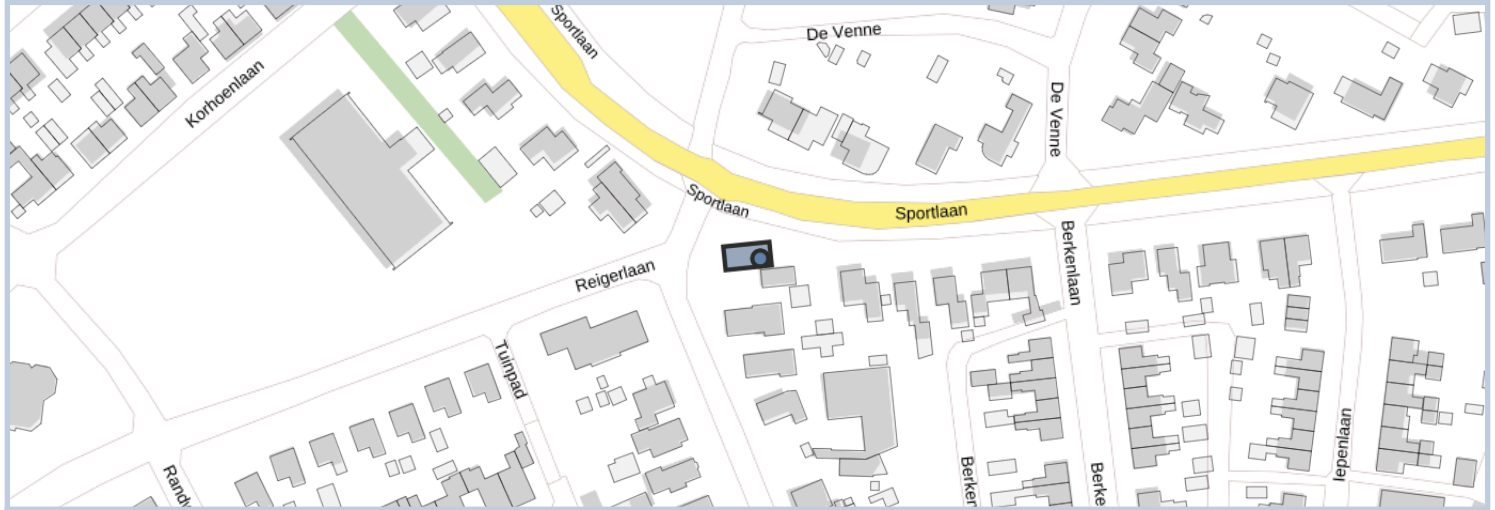 Sportlaan
De Venne
Korhoenlaan
De Venne
Sportlaan
Sportlaan
Berkenlaan
Reigerlaan
Tuinpad
Iepenlaan
Randw
Berken
Berke